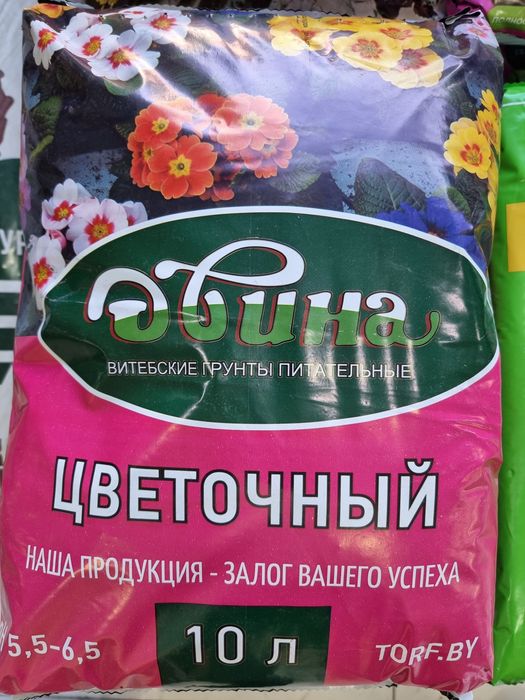 Двина
ВИТЕБСКИЕ ГРУНТЫ ПИТАТЕЛЬНЫЕ
ЦВЕТОЧНЫЙ
НАША ПРОДУКЦИЯ - ЗАЛОГ ВАШЕГО УСПЕХА
5,5-6,5
10 л
TORF.BY